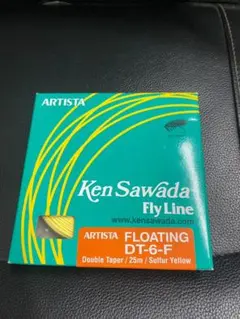 ARTISTA
Ken Sawada
Fly Line
www.kensawada.com
ARTISTA FLOATING
DT-6-F
Double Taper / 25m / Sulfur Yellow